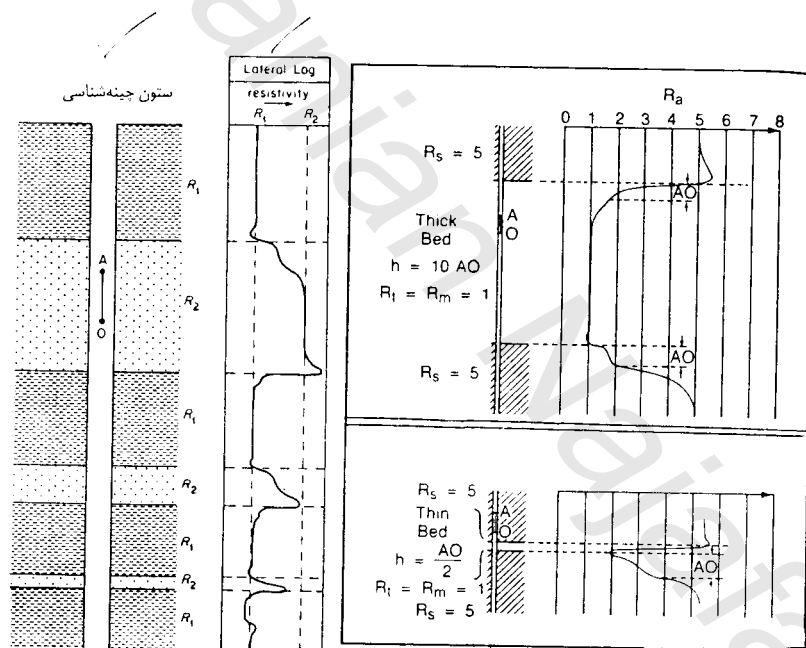 ستون چینه‌شناسی
R₁
A
R₂
O
R₁
R₂
R₁
R₂
R₁
Lateral Log
resistivity
R₁ R₂
Rₐ
0 1 2 3 4 5 6 7 8
Rₛ = 5
AO
Thick
Bed
A
O
h = 10 AO
Rₜ = Rₘ = 1
AO
Rₛ = 5
Rₛ = 5
Thin
Bed
A
O
h = AO
2
Rₜ = Rₘ = 1
Rₛ = 5
AO
anian Najafa